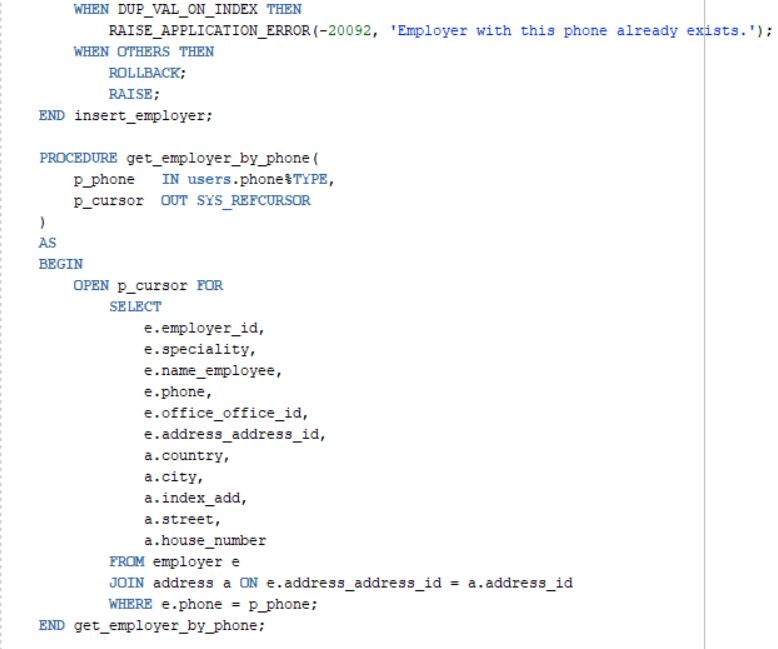 WHEN DUP_VAL_ON_INDEX THEN
RAISE_APPLICATION_ERROR(-20092, 'Employer with this phone already exists.');
WHEN OTHERS THEN
ROLLBACK;
RAISE;
END insert_employer;
PROCEDURE get_employer_by_phone(
p_phone   IN users.phone%TYPE,
p_cursor  OUT SYS_REFCURSOR
)
AS
BEGIN
OPEN p_cursor FOR
SELECT
e.employer_id,
e.speciality,
e.name_employee,
e.phone,
e.office_office_id,
e.address_address_id,
a.country,
a.city,
a.index_add,
a.street,
a.house_number
FROM employer e
JOIN address a ON e.address_address_id = a.address_id
WHERE e.phone = p_phone;
END get_employer_by_phone;